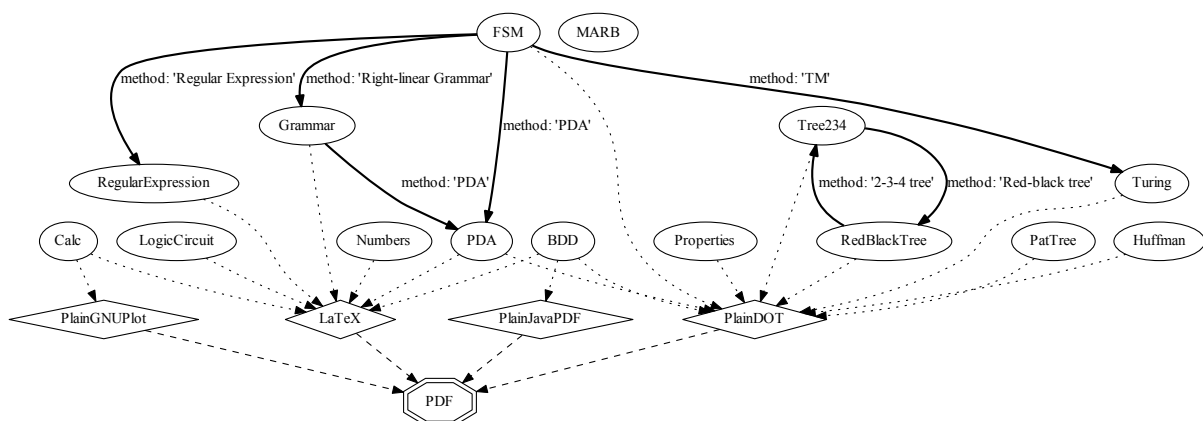 FSM
MARB
method: 'Regular Expression'
method: 'Right-linear Grammar'
method: 'TM'
Grammar
method: 'PDA'
Tree234
RegularExpression
method: 'PDA'
method: '2-3-4 tree'
method: 'Red-black tree'
Turing
Calc
LogicCircuit
Numbers
PDA
BDD
Properties
RedBlackTree
PatTree
Huffman
PlainGNUPlot
LaTeX
PlainJavaPDF
PlainDOT
PDF